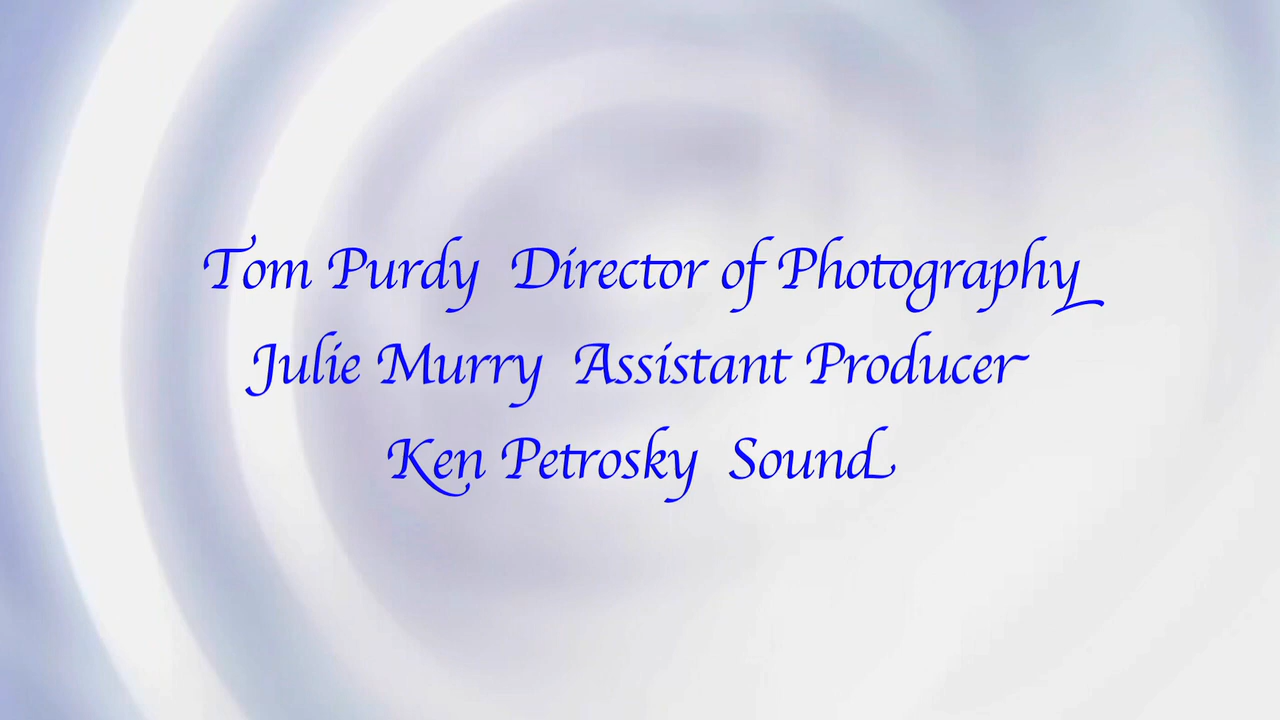 Tom Purdy  Director of Photography
Julie Murry  Assistant Producer
Ken Petrosky  Sound